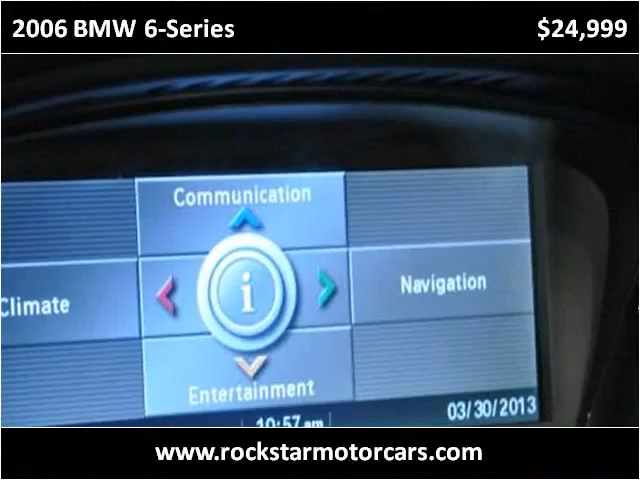 2006 BMW 6-Series $24,999
Communication
Climate
i
Navigation
Entertainment
10:57 am
03/30/2013
www.rockstarmotorcars.com